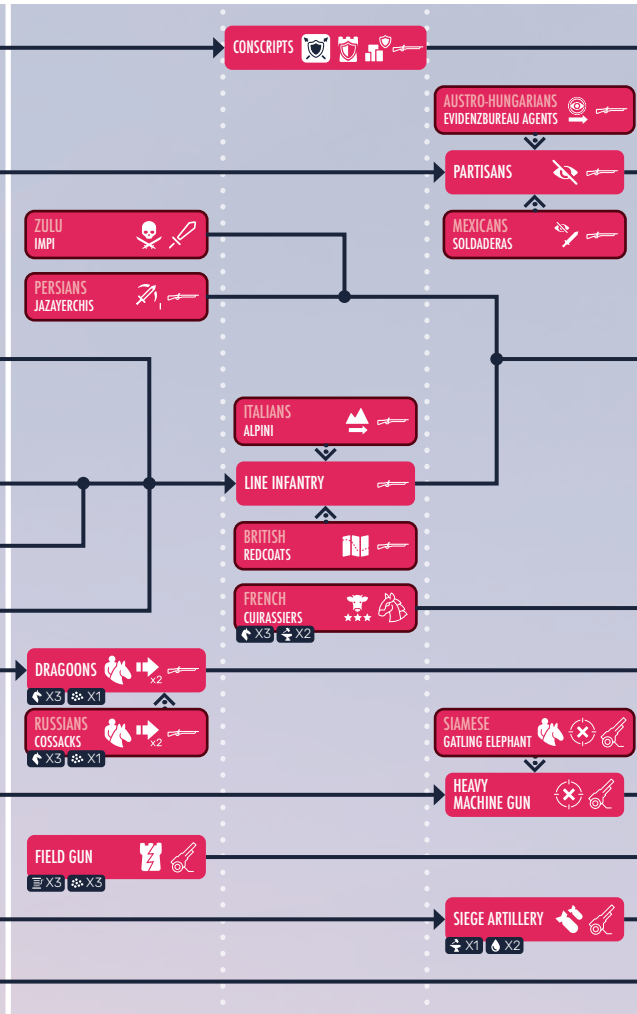 CONSCRIPTS
AUSTRO-HUNGARIANS
EVIDENZBUREAU AGENTS
PARTISANS
ZULU
IMPI
MEXICANS
SOLDADERAS
PERSIANS
JAZAYERCHIS
ITALIANS
ALPINI
LINE INFANTRY
BRITISH
REDCOATS
FRENCH
CUIRASSIERS
X3 X2
DRAGOONS x2
X3 X1
RUSSIANS
COSSACKS x2
X3 X1
SIAMESE
GATLING ELEPHANT
HEAVY
MACHINE GUN
FIELD GUN
X3 X3
SIEGE ARTILLERY
X1 X2